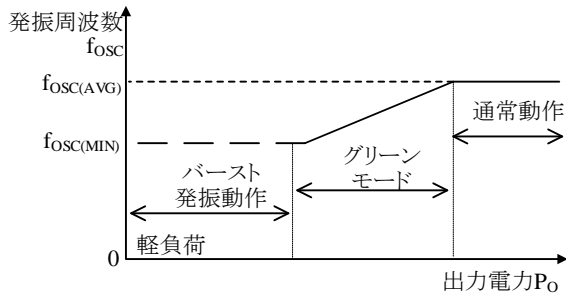 発振周波数
fOSC
fOSC(AVG)
fOSC(MIN)
通常動作
グリーン
モード
バースト
発振動作
軽負荷
0
出力電力PO